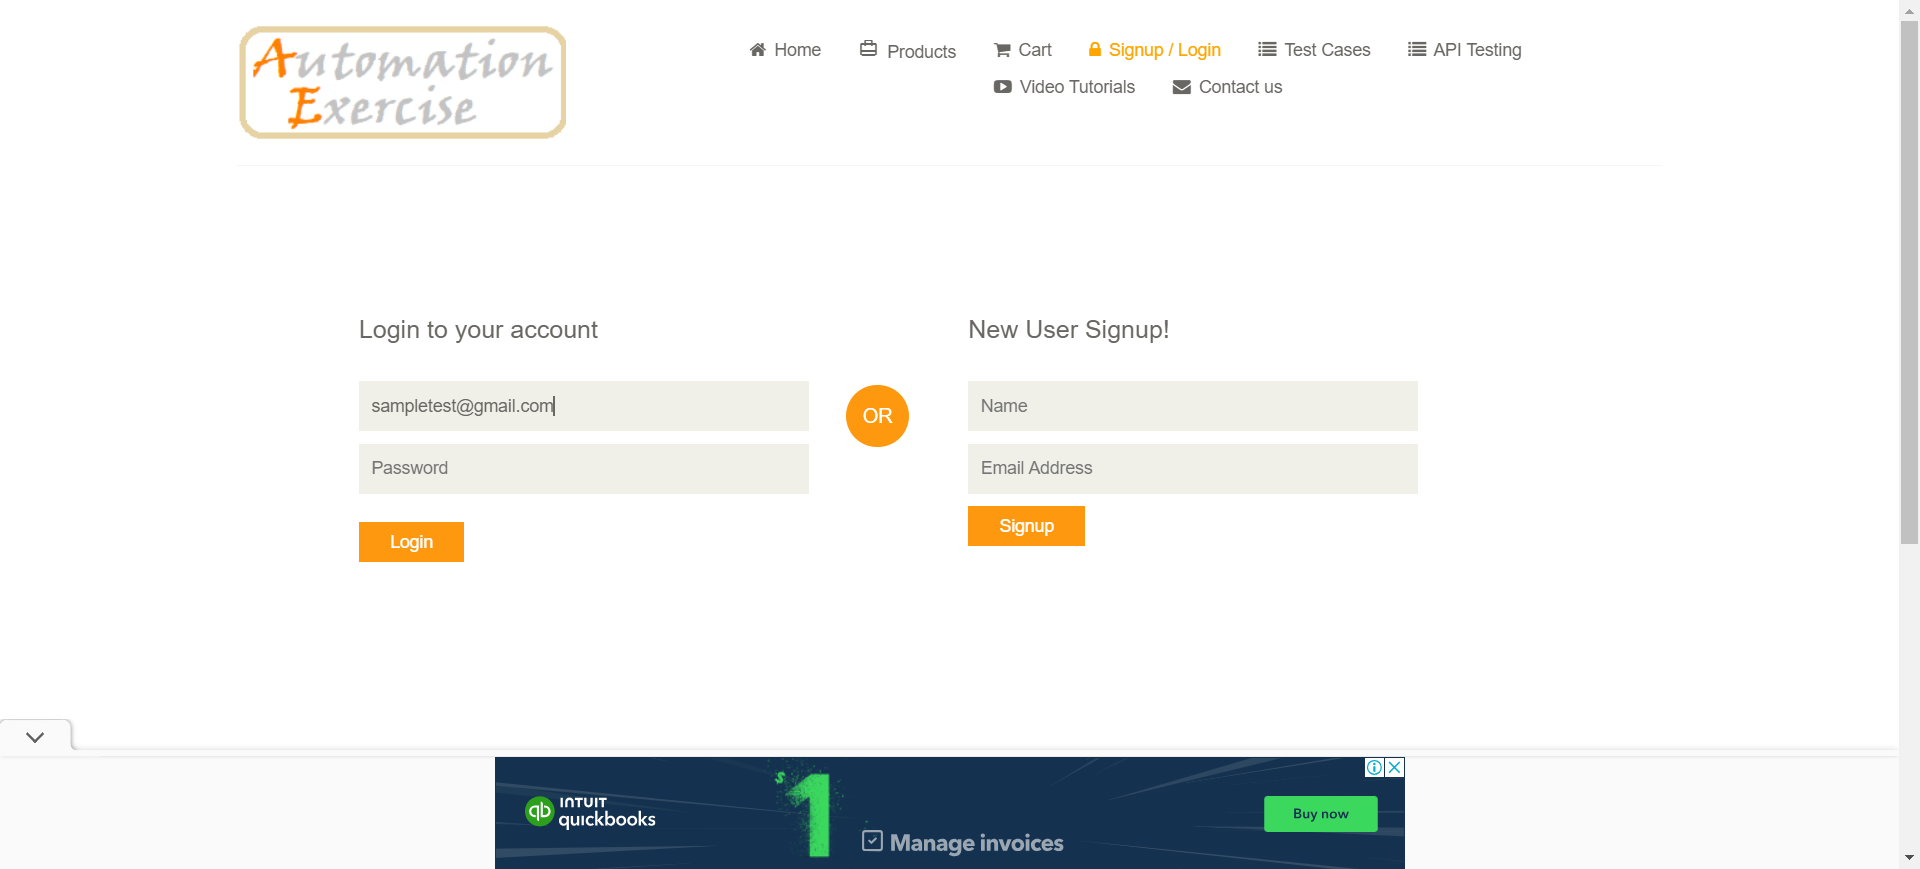 Automation
Exercise
Home
Products
Cart
Signup / Login
Test Cases
API Testing
Video Tutorials
Contact us
Login to your account
sampletest@gmail.com
Password
Login
OR
New User Signup!
Name
Email Address
Signup
qb
INTUIT
quickbooks
$1
Manage invoices
Buy now